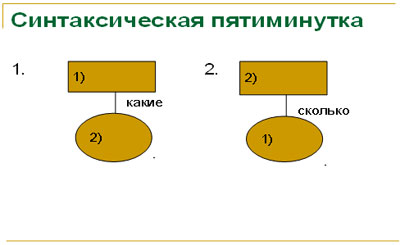 Синтаксическая пятиминутка
1. 2.
1) 2)
какие сколько
2) 1)
. .